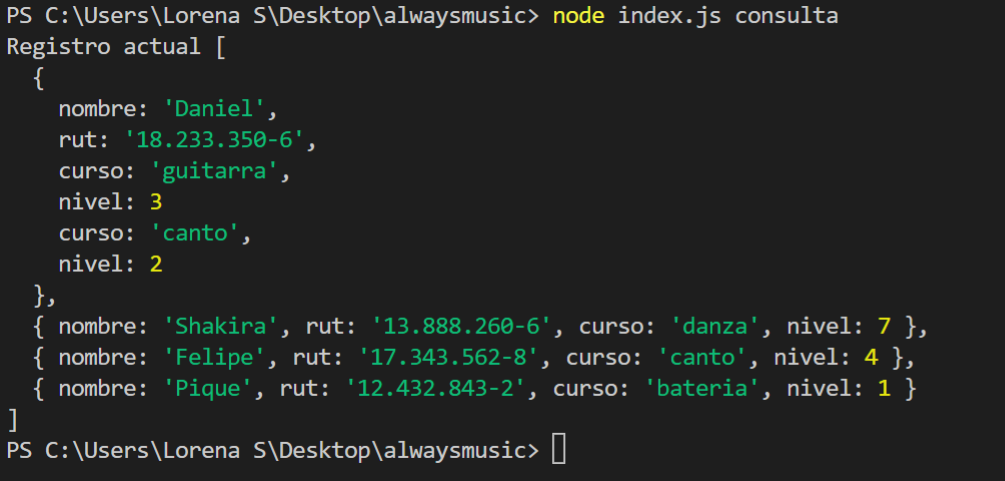 PS C:\Users\Lorena S\Desktop\alwaysmusic> node index.js consulta
Registro actual [
  {
    nombre: 'Daniel',
    rut: '18.233.350-6',
    curso: 'guitarra',
    nivel: 3
    curso: 'canto',
    nivel: 2
  },
  { nombre: 'Shakira', rut: '13.888.260-6', curso: 'danza', nivel: 7 },
  { nombre: 'Felipe', rut: '17.343.562-8', curso: 'canto', nivel: 4 },
  { nombre: 'Pique', rut: '12.432.843-2', curso: 'bateria', nivel: 1 }
]
PS C:\Users\Lorena S\Desktop\alwaysmusic>